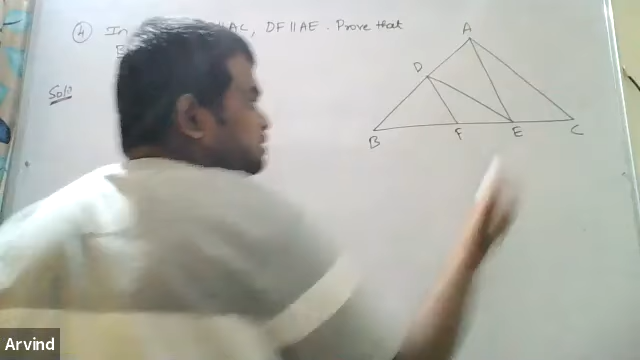 ④ In AC, DF || AE. Prove that
Soln
A
D
B F E C
Arvind